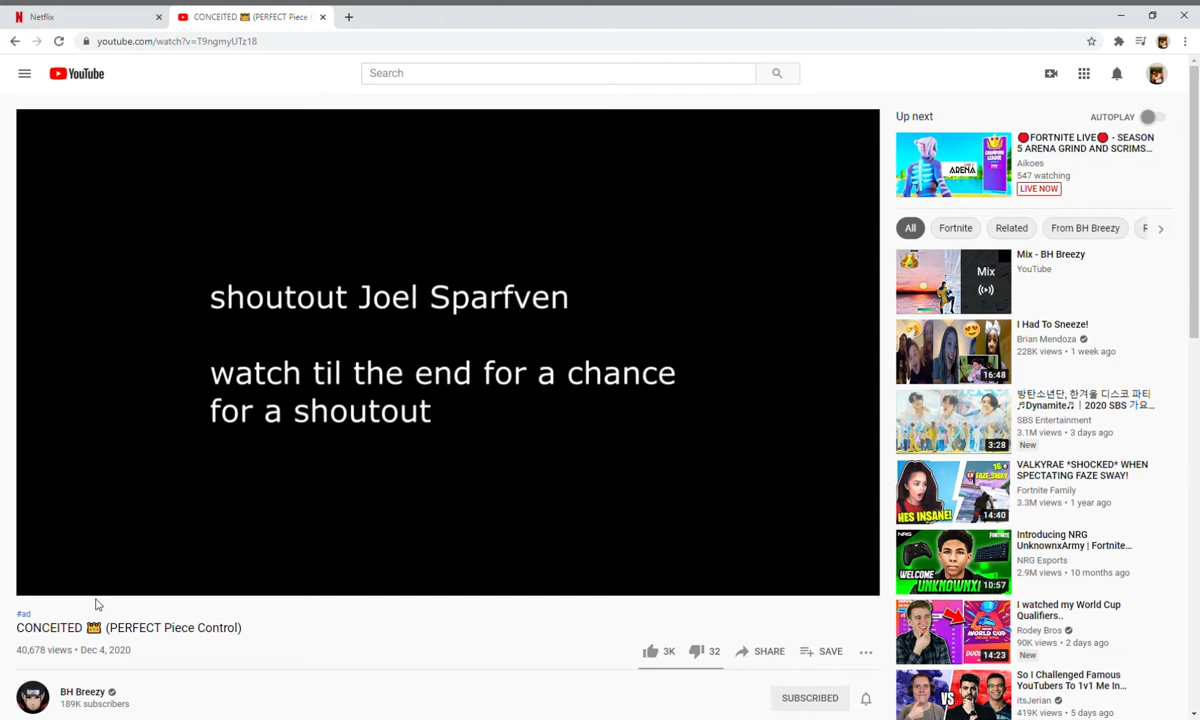 Netflix
CONCEITED 👑 (PERFECT Piece
youtube.com/watch?v=T9ngmyUTz18
YouTube
Search
shoutout Joel Sparfven
watch til the end for a chance
for a shoutout
#ad
CONCEITED 👑 (PERFECT Piece Control)
40,678 views • Dec 4, 2020
3K
32
SHARE
SAVE
BH Breezy
189K subscribers
SUBSCRIBED
Up next
AUTOPLAY
ARENA
🔴FORTNITE LIVE🔴 - SEASON
5 ARENA GRIND AND SCRIMS...
Aikoes
547 watching
LIVE NOW
All
Fortnite
Related
From BH Breezy
Mix
Mix - BH Breezy
YouTube
16:48
I Had To Sneeze!
Brian Mendoza
228K views • 1 week ago
3:28
방탄소년단, 한겨울 디스코 파티
♬Dynamite♬ | 2020 SBS 가요...
SBS Entertainment
3.1M views • 3 days ago
New
HES INSANE!
14:40
VALKYRAE *SHOCKED* WHEN
SPECTATING FAZE SWAY!
Fortnite Family
3.3M views • 1 year ago
NRG
WELCOME
UNKNOWNX
10:57
Introducing NRG
UnknownxArmy | Fortnite...
NRG Esports
2.9M views • 10 months ago
WORLD CUP
14:23
I watched my World Cup
Qualifiers..
Rodey Bros
90K views • 2 days ago
New
VS
So I Challenged Famous
YouTubers To 1v1 Me In...
itsJerian
419K views • 5 days ago